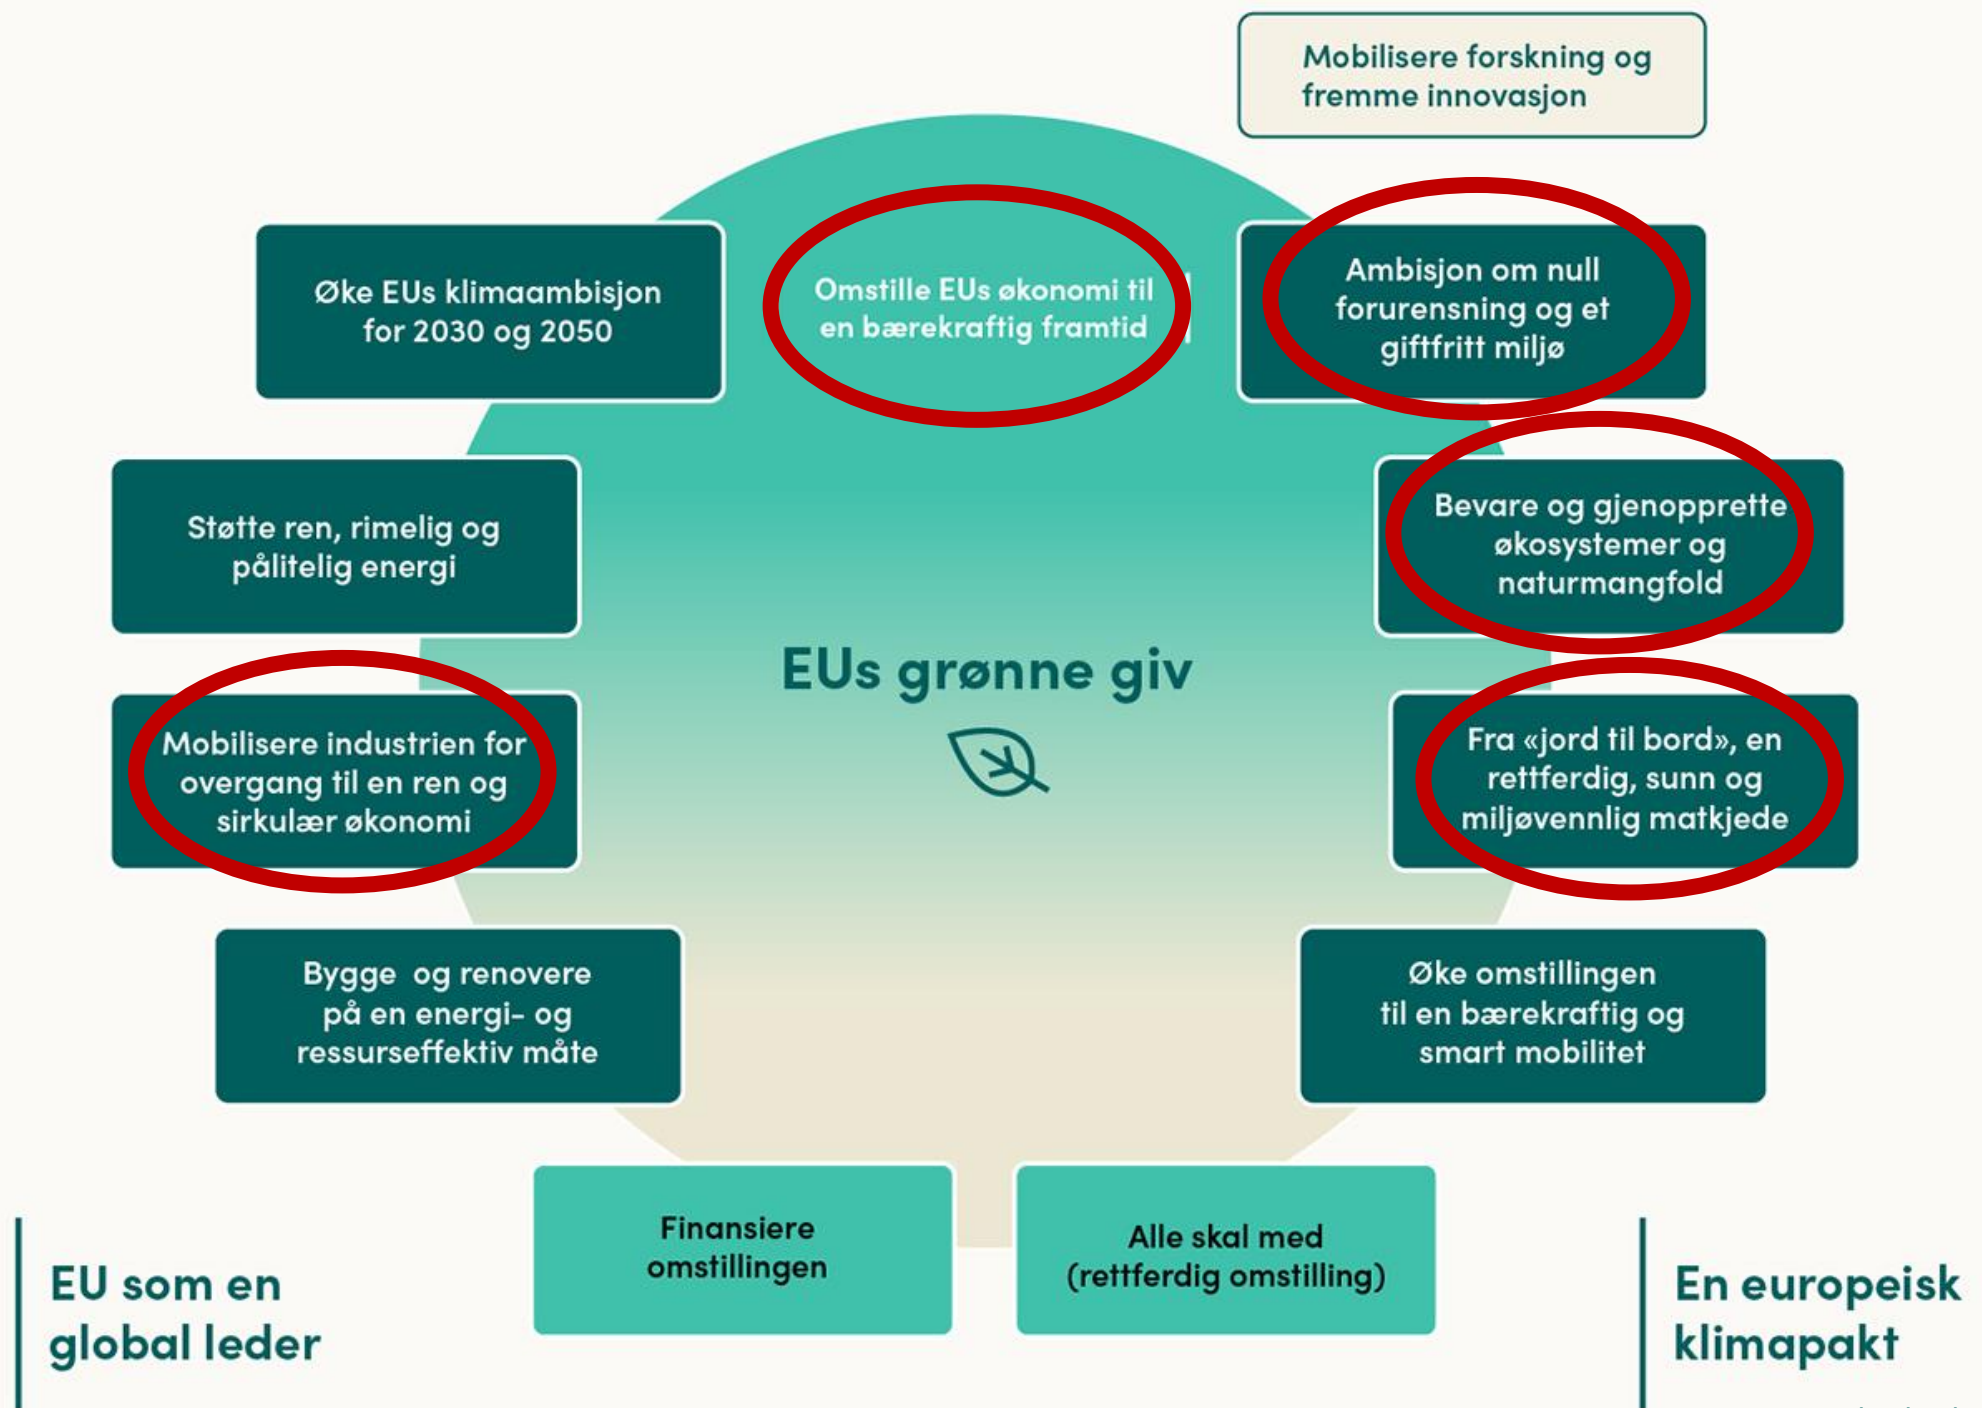 Mobilisere forskning og
fremme innovasjon
Øke EUs klimaambisjon
for 2030 og 2050
Omstille EUs økonomi til
en bærekraftig framtid
Ambisjon om null
forurensning og et
giftfritt miljø
Støtte ren, rimelig og
pålitelig energi
Bevare og gjenopprette
økosystemer og
naturmangfold
EUs grønne giv
Mobilisere industrien for
overgang til en ren og
sirkulær økonomi
Fra «jord til bord», en
rettferdig, sunn og
miljøvennlig matkjede
Bygge og renovere
på en energi- og
ressurseffektiv måte
Øke omstillingen
til en bærekraftig og
smart mobilitet
Finansiere
omstillingen
Alle skal med
(rettferdig omstilling)
EU som en
global leder
En europeisk
klimapakt